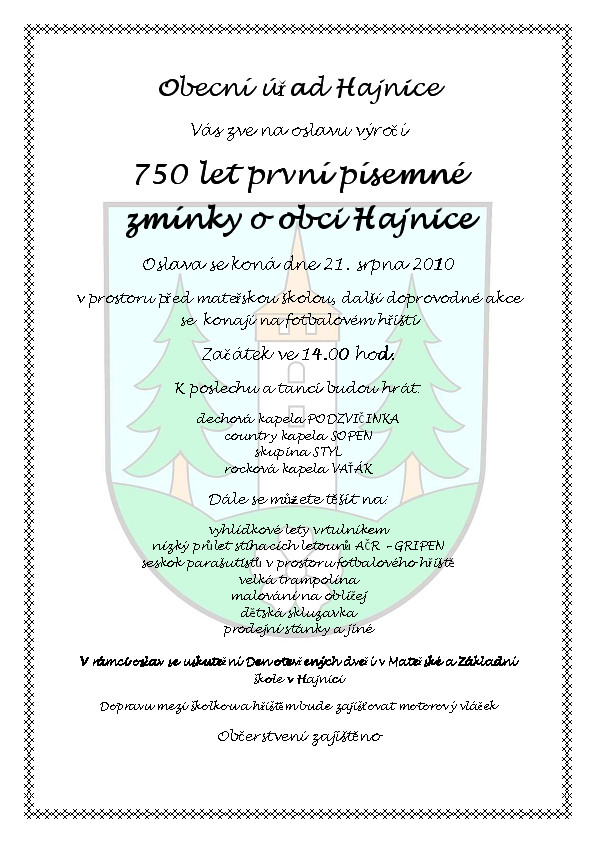 Obecní úřad Hajnice
Vás zve na oslavu výročí
750 let první písemné
zmínky o obci Hajnice
Oslava se koná dne 21. srpna 2010
v prostoru před mateřskou školou, další doprovodné akce
se konají na fotbalovém hřišti
Začátek ve 14.00 hod.
K poslechu a tanci budou hrát:
dechová kapela PODZVIČINKA
country kapela SOPEN
skupina STYL
rocková kapela VAŤÁK
Dále se můžete těšit na:
vyhlídkové lety vrtulníkem
nízký průlet stíhacích letounů AČR – GRIPEN
seskok parašutistů v prostoru fotbalového hřiště
velká trampolína
malování na obličej
dětská skluzavka
prodejní stánky a jiné
V rámci oslav se uskuteční Den otevřených dveří v Mateřské a Základní
škole v Hajnici
Dopravu mezi školkou a hřištěm bude zajišťovat motorový vláček
Občerstvení zajištěno